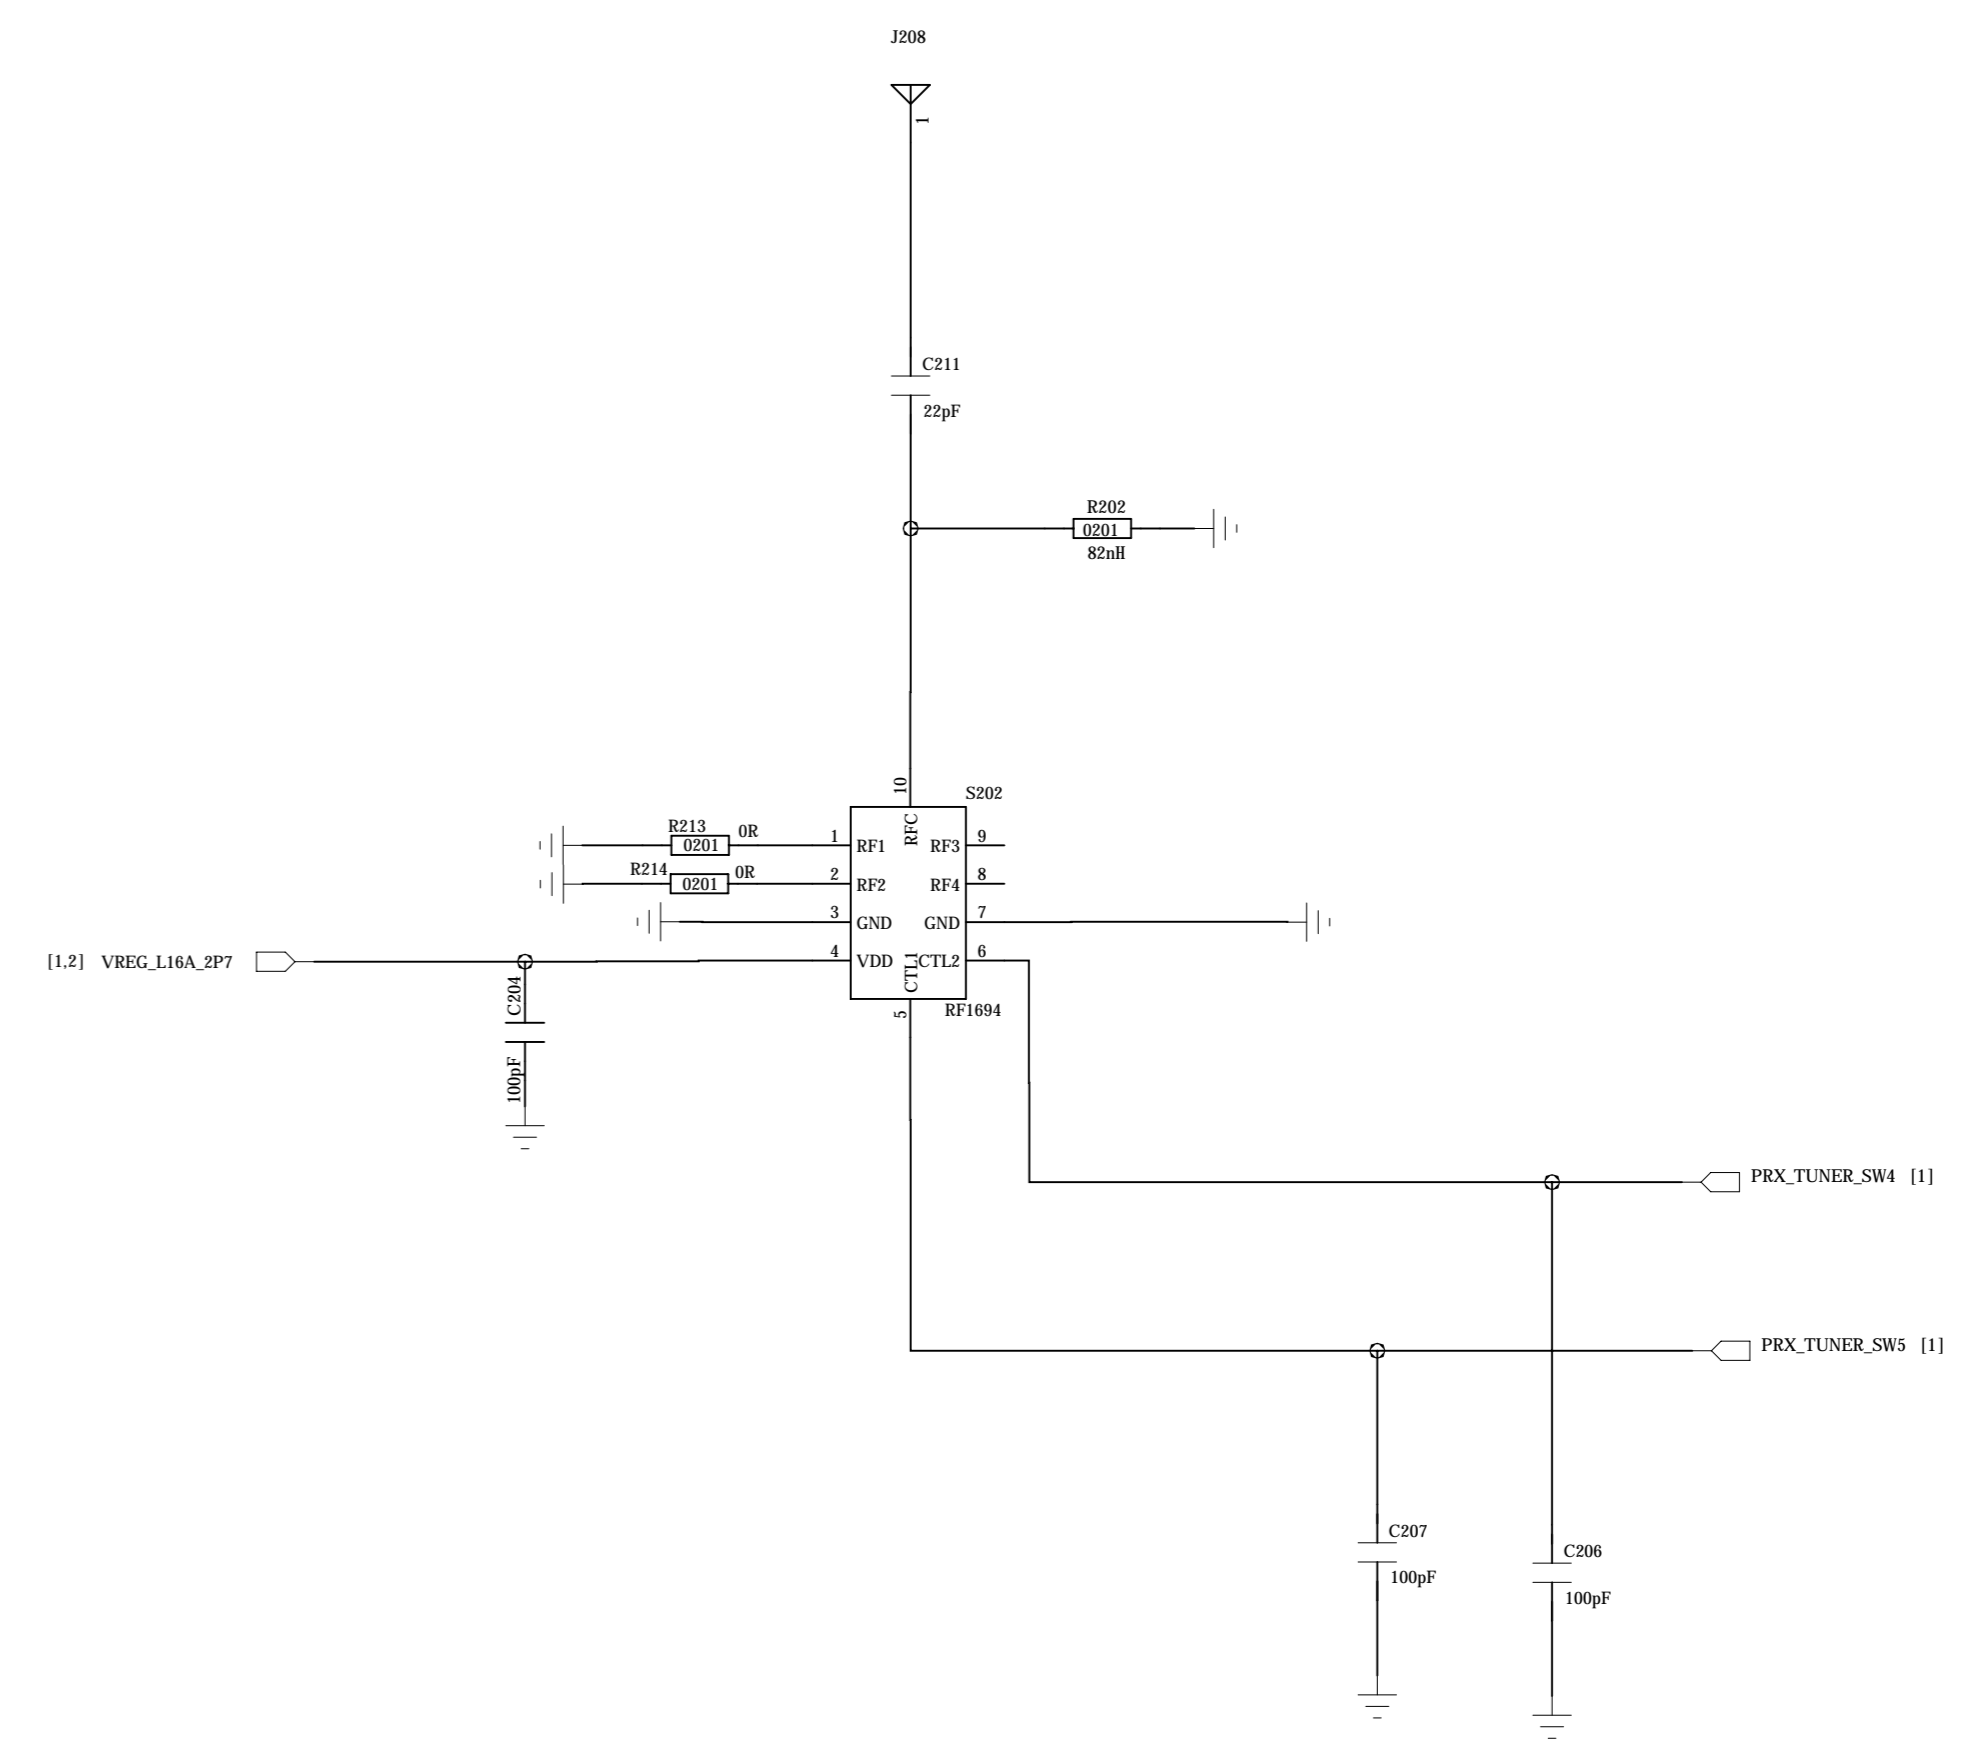 J208
1
C211
22pF
R202
0201
82nH
10
S202
R213
0R
0201
1
RF1
RFC
RF3
9
R214
0R
0201
2
RF2
RF4
8
3
GND
GND
7
[1,2] VREG_L16A_2P7
4
VDD
CTL1
CTL2
6
C204
100pF
5
RF1694
PRX_TUNER_SW4 [1]
PRX_TUNER_SW5 [1]
C207
100pF
C206
100pF